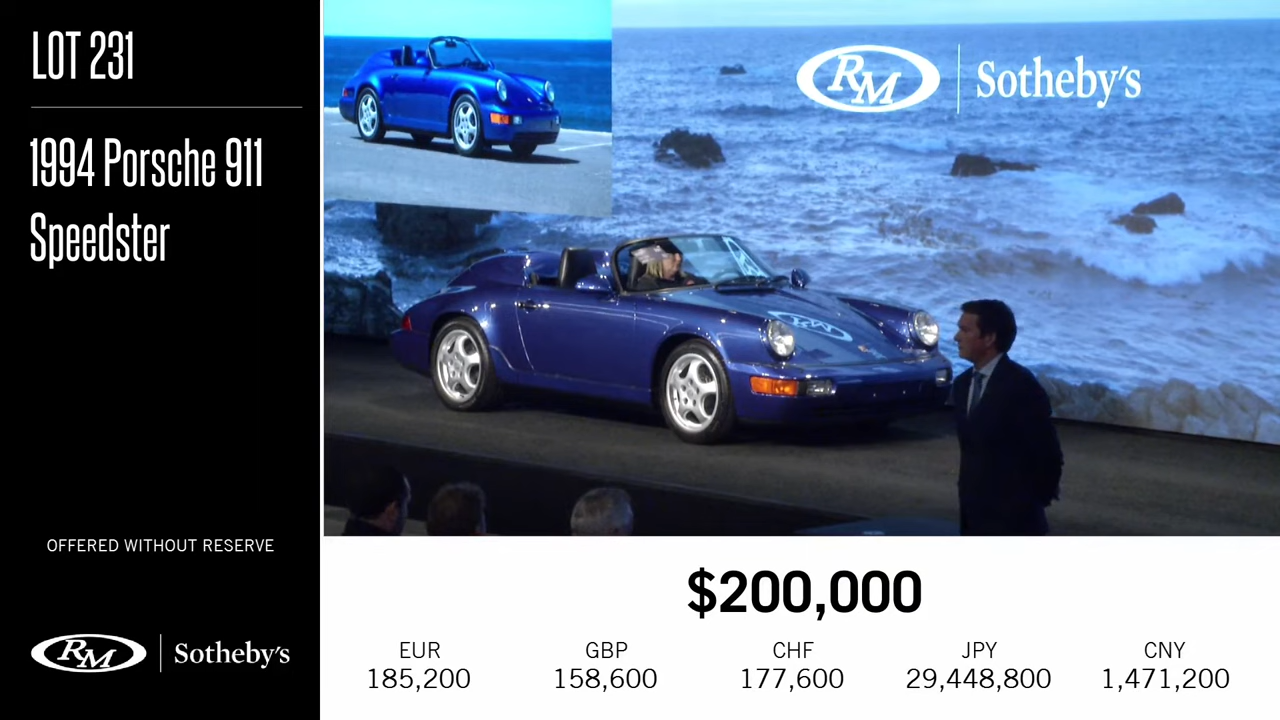 LOT 231
1994 Porsche 911
Speedster
OFFERED WITHOUT RESERVE
RM Sotheby's
RM Sotheby's
RM
$200,000
EUR
185,200
GBP
158,600
CHF
177,600
JPY
29,448,800
CNY
1,471,200